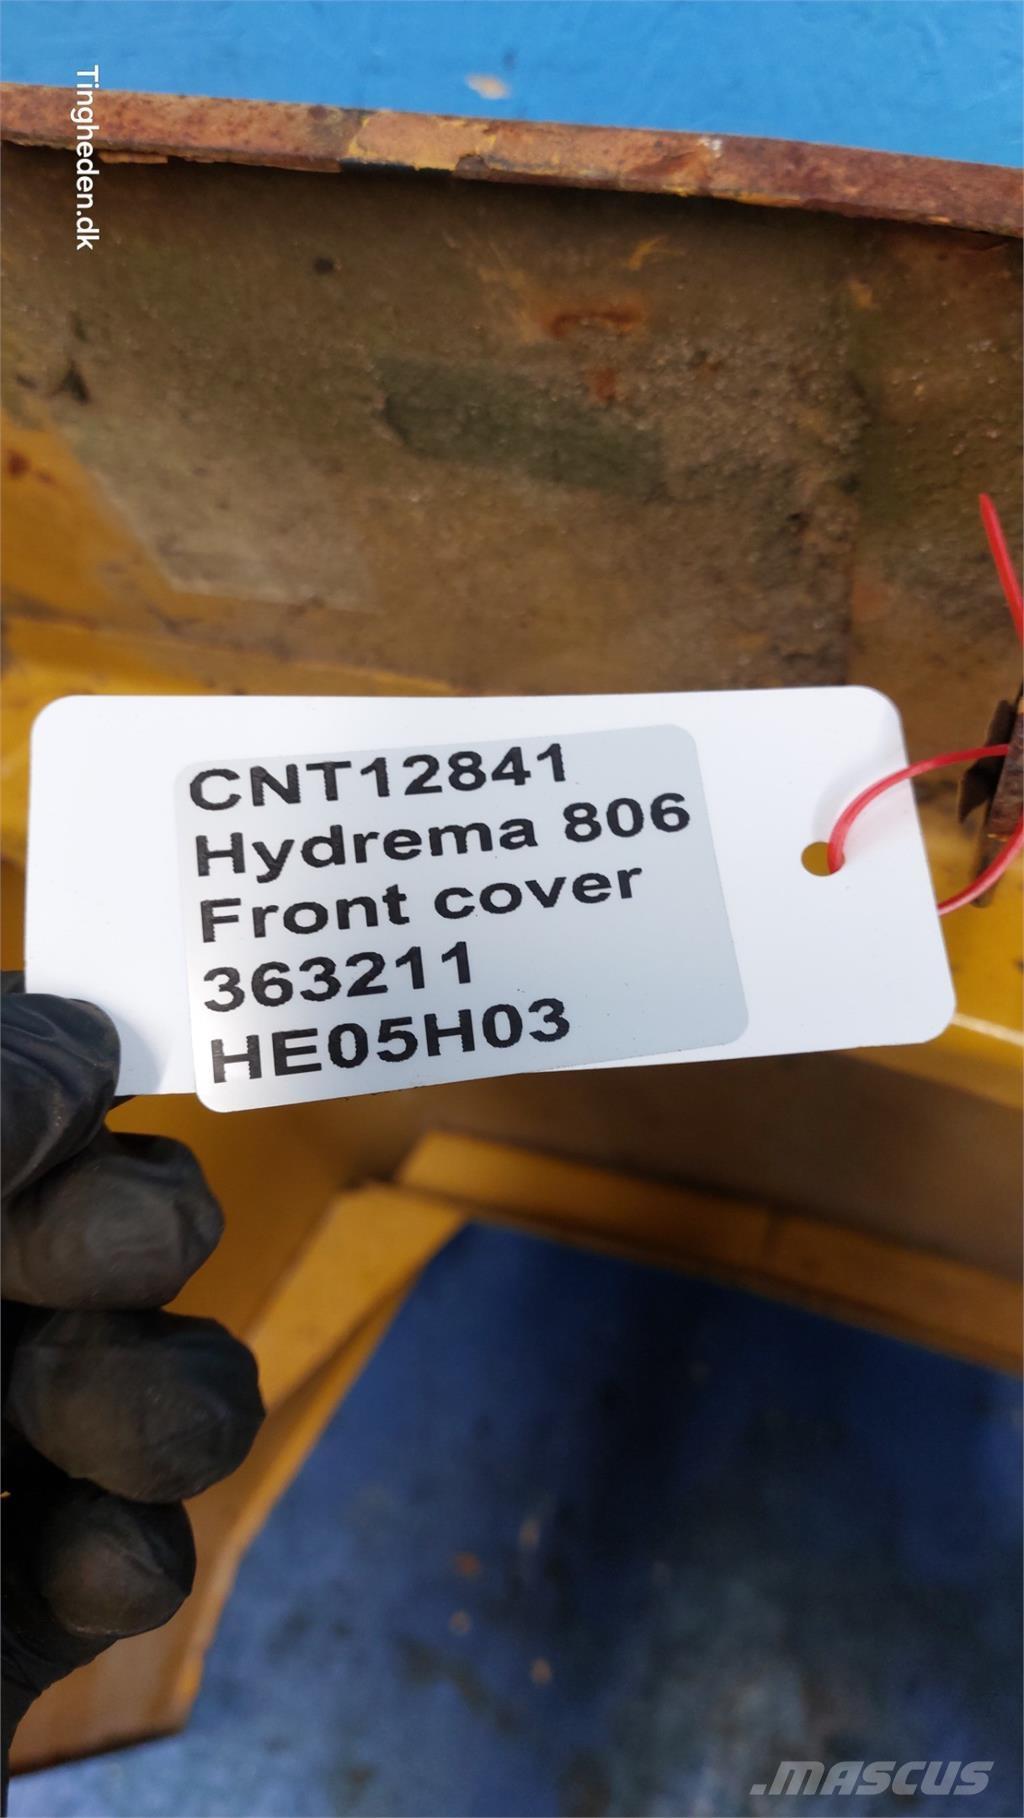 Tingheden.dk
CNT12841
Hydrema 806
Front cover
363211
HE05H03
.MASCUS